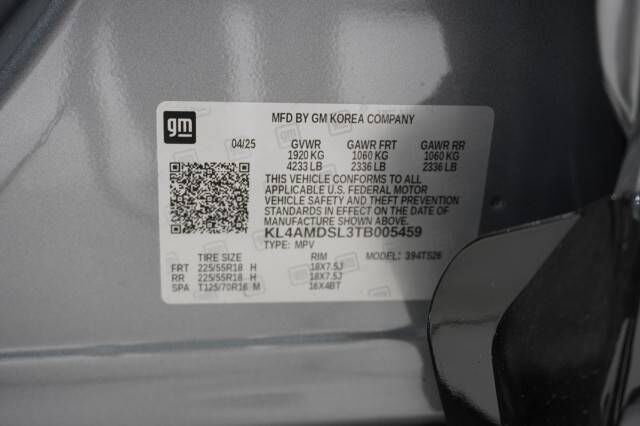 gm
MFD BY GM KOREA COMPANY
04/25 GVWR GAWR FRT GAWR RR
1920 KG 1060 KG 1060 KG
4233 LB 2336 LB 2336 LB
THIS VEHICLE CONFORMS TO ALL
APPLICABLE U.S. FEDERAL MOTOR
VEHICLE SAFETY AND THEFT PREVENTION
STANDARDS IN EFFECT ON THE DATE OF
MANUFACTURE SHOWN ABOVE.
KL4AMDSL3TB005459
TYPE: MPV
TIRE SIZE RIM MODEL: 394TS26
FRT 225/55R18 H 18X7.5J
RR 225/55R18 H 18X7.5J
SPA T125/70R16 M 16X4BT